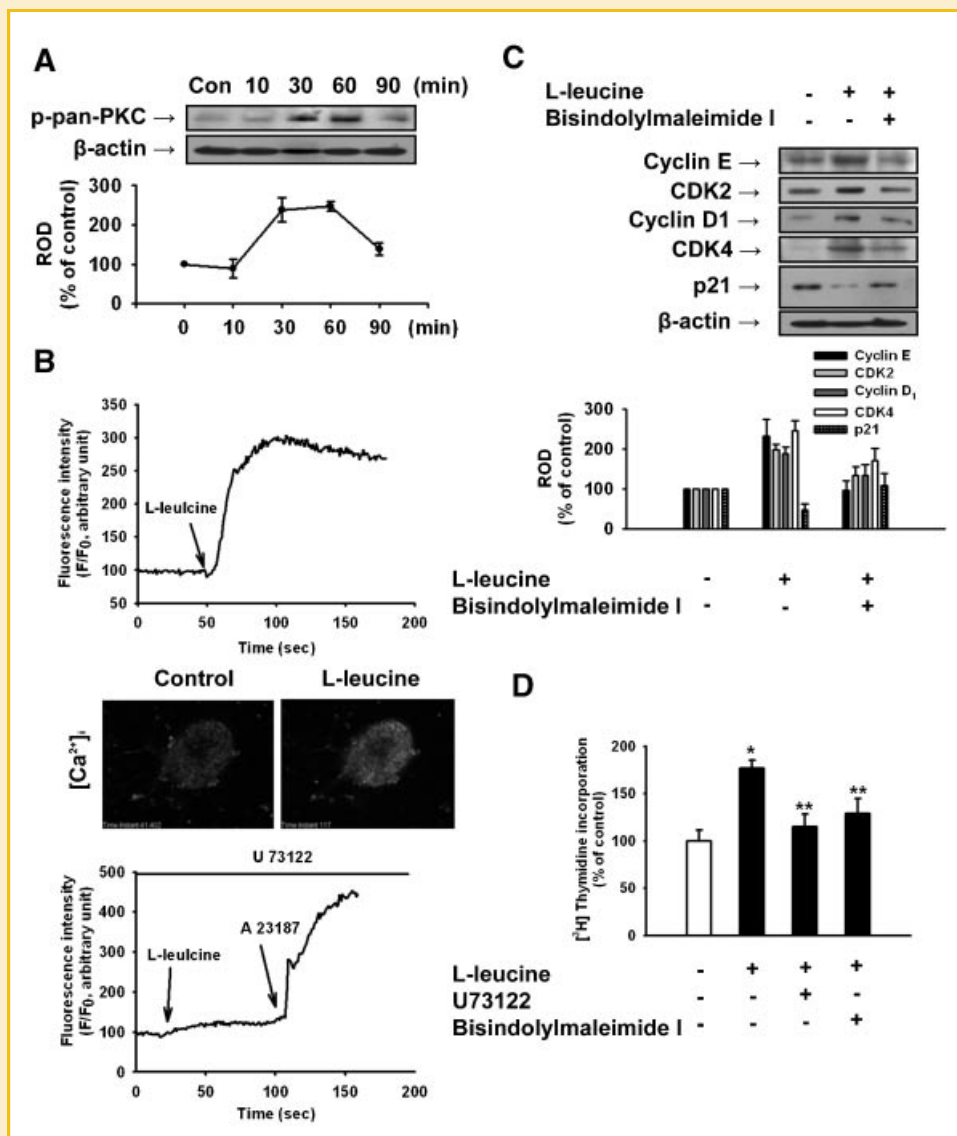 A
Con 10 30 60 90 (min)
p-pan-PKC →
β-actin →
ROD
(% of control)
300
200
100
0
0 10 30 60 90 (min)
B
Fluorescence intensity
(F/F0, arbitrary unit)
350
300
250
200
150
100
50
L-leulcine
0 50 100 150 200
Time (sec)
Control L-leucine
[Ca²⁺]i
U 73122
Fluorescence intensity
(F/F0, arbitrary unit)
500
400
300
200
100
0
L-leulcine
A 23187
0 50 100 150 200
Time (sec)
C
L-leucine - + +
Bisindolylmaleimide I - - +
Cyclin E →
CDK2 →
Cyclin D1 →
CDK4 →
p21 →
β-actin →
Cyclin E
CDK2
Cyclin D1
CDK4
p21
ROD
(% of control)
300
200
100
0
L-leucine - + +
Bisindolylmaleimide I - - +
D
[³H] Thymidine incorporation
(% of control)
200
150
100
50
0
* ** **
L-leucine - + + +
U73122 - - + -
Bisindolylmaleimide I - - - +